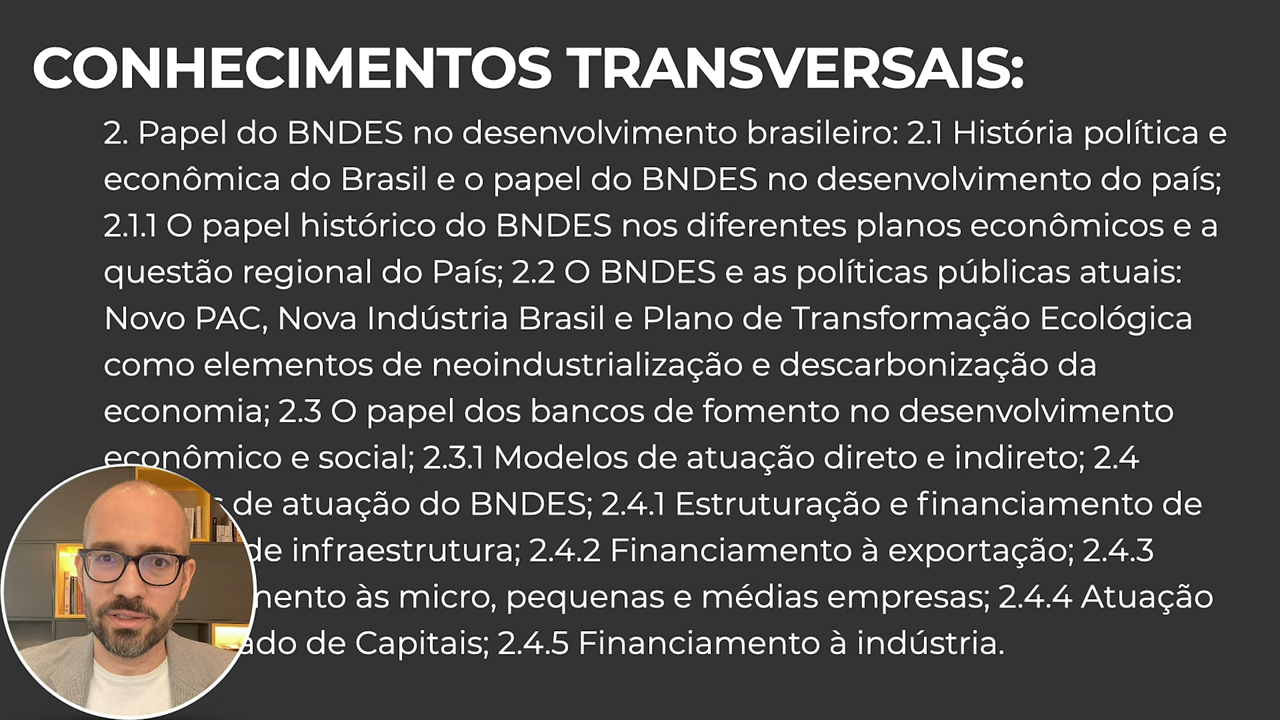 CONHECIMENTOS TRANSVERSAIS:
2. Papel do BNDES no desenvolvimento brasileiro: 2.1 História política e
econômica do Brasil e o papel do BNDES no desenvolvimento do país;
2.1.1 O papel histórico do BNDES nos diferentes planos econômicos e a
questão regional do País; 2.2 O BNDES e as políticas públicas atuais:
Novo PAC, Nova Indústria Brasil e Plano de Transformação Ecológica
como elementos de neoindustrialização e descarbonização da
economia; 2.3 O papel dos bancos de fomento no desenvolvimento
econômico e social; 2.3.1 Modelos de atuação direto e indireto; 2.4
de atuação do BNDES; 2.4.1 Estruturação e financiamento de
de infraestrutura; 2.4.2 Financiamento à exportação; 2.4.3
às micro, pequenas e médias empresas; 2.4.4 Atuação
de Capitais; 2.4.5 Financiamento à indústria.